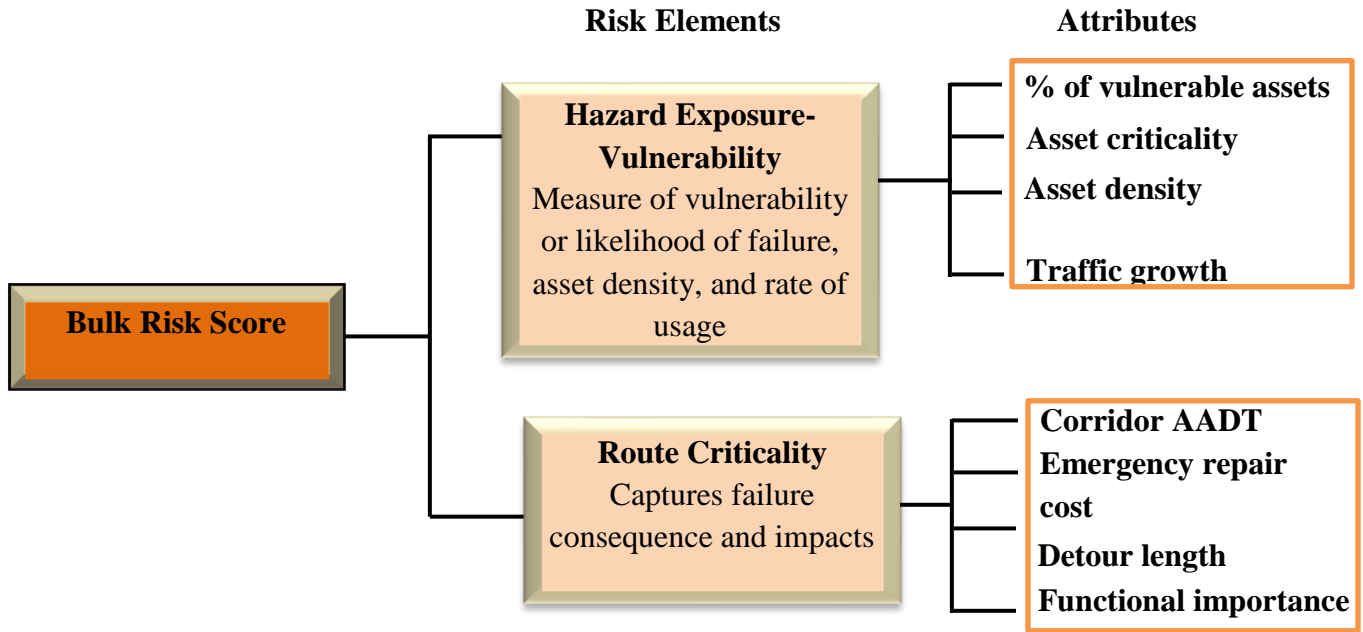 Risk Elements
Attributes
Bulk Risk Score
Hazard Exposure-
Vulnerability
Measure of vulnerability
or likelihood of failure,
asset density, and rate of
usage
% of vulnerable assets
Asset criticality
Asset density
Traffic growth
Route Criticality
Captures failure
consequence and impacts
Corridor AADT
Emergency repair
cost
Detour length
Functional importance